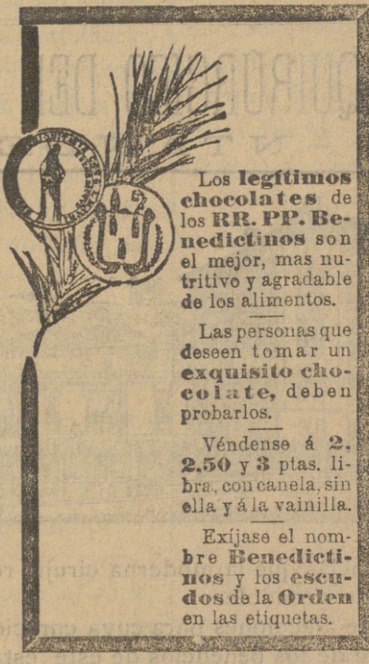 Los legítimos
chocolates de
los RR. PP. Be-
nedictinos son
el mejor, mas nu-
tritivo y agradable
de los alimentos.
Las personas que
deseen tomar un
exquisito cho-
colate, deben
probarlos.
Véndense á 2,
2.50 y 3 ptas. li-
bra, con canela, sin
ella y á la vainilla.
Exíjase el nom-
bre Benedicti-
nos y los escu-
dos de la Orden
en las etiquetas.